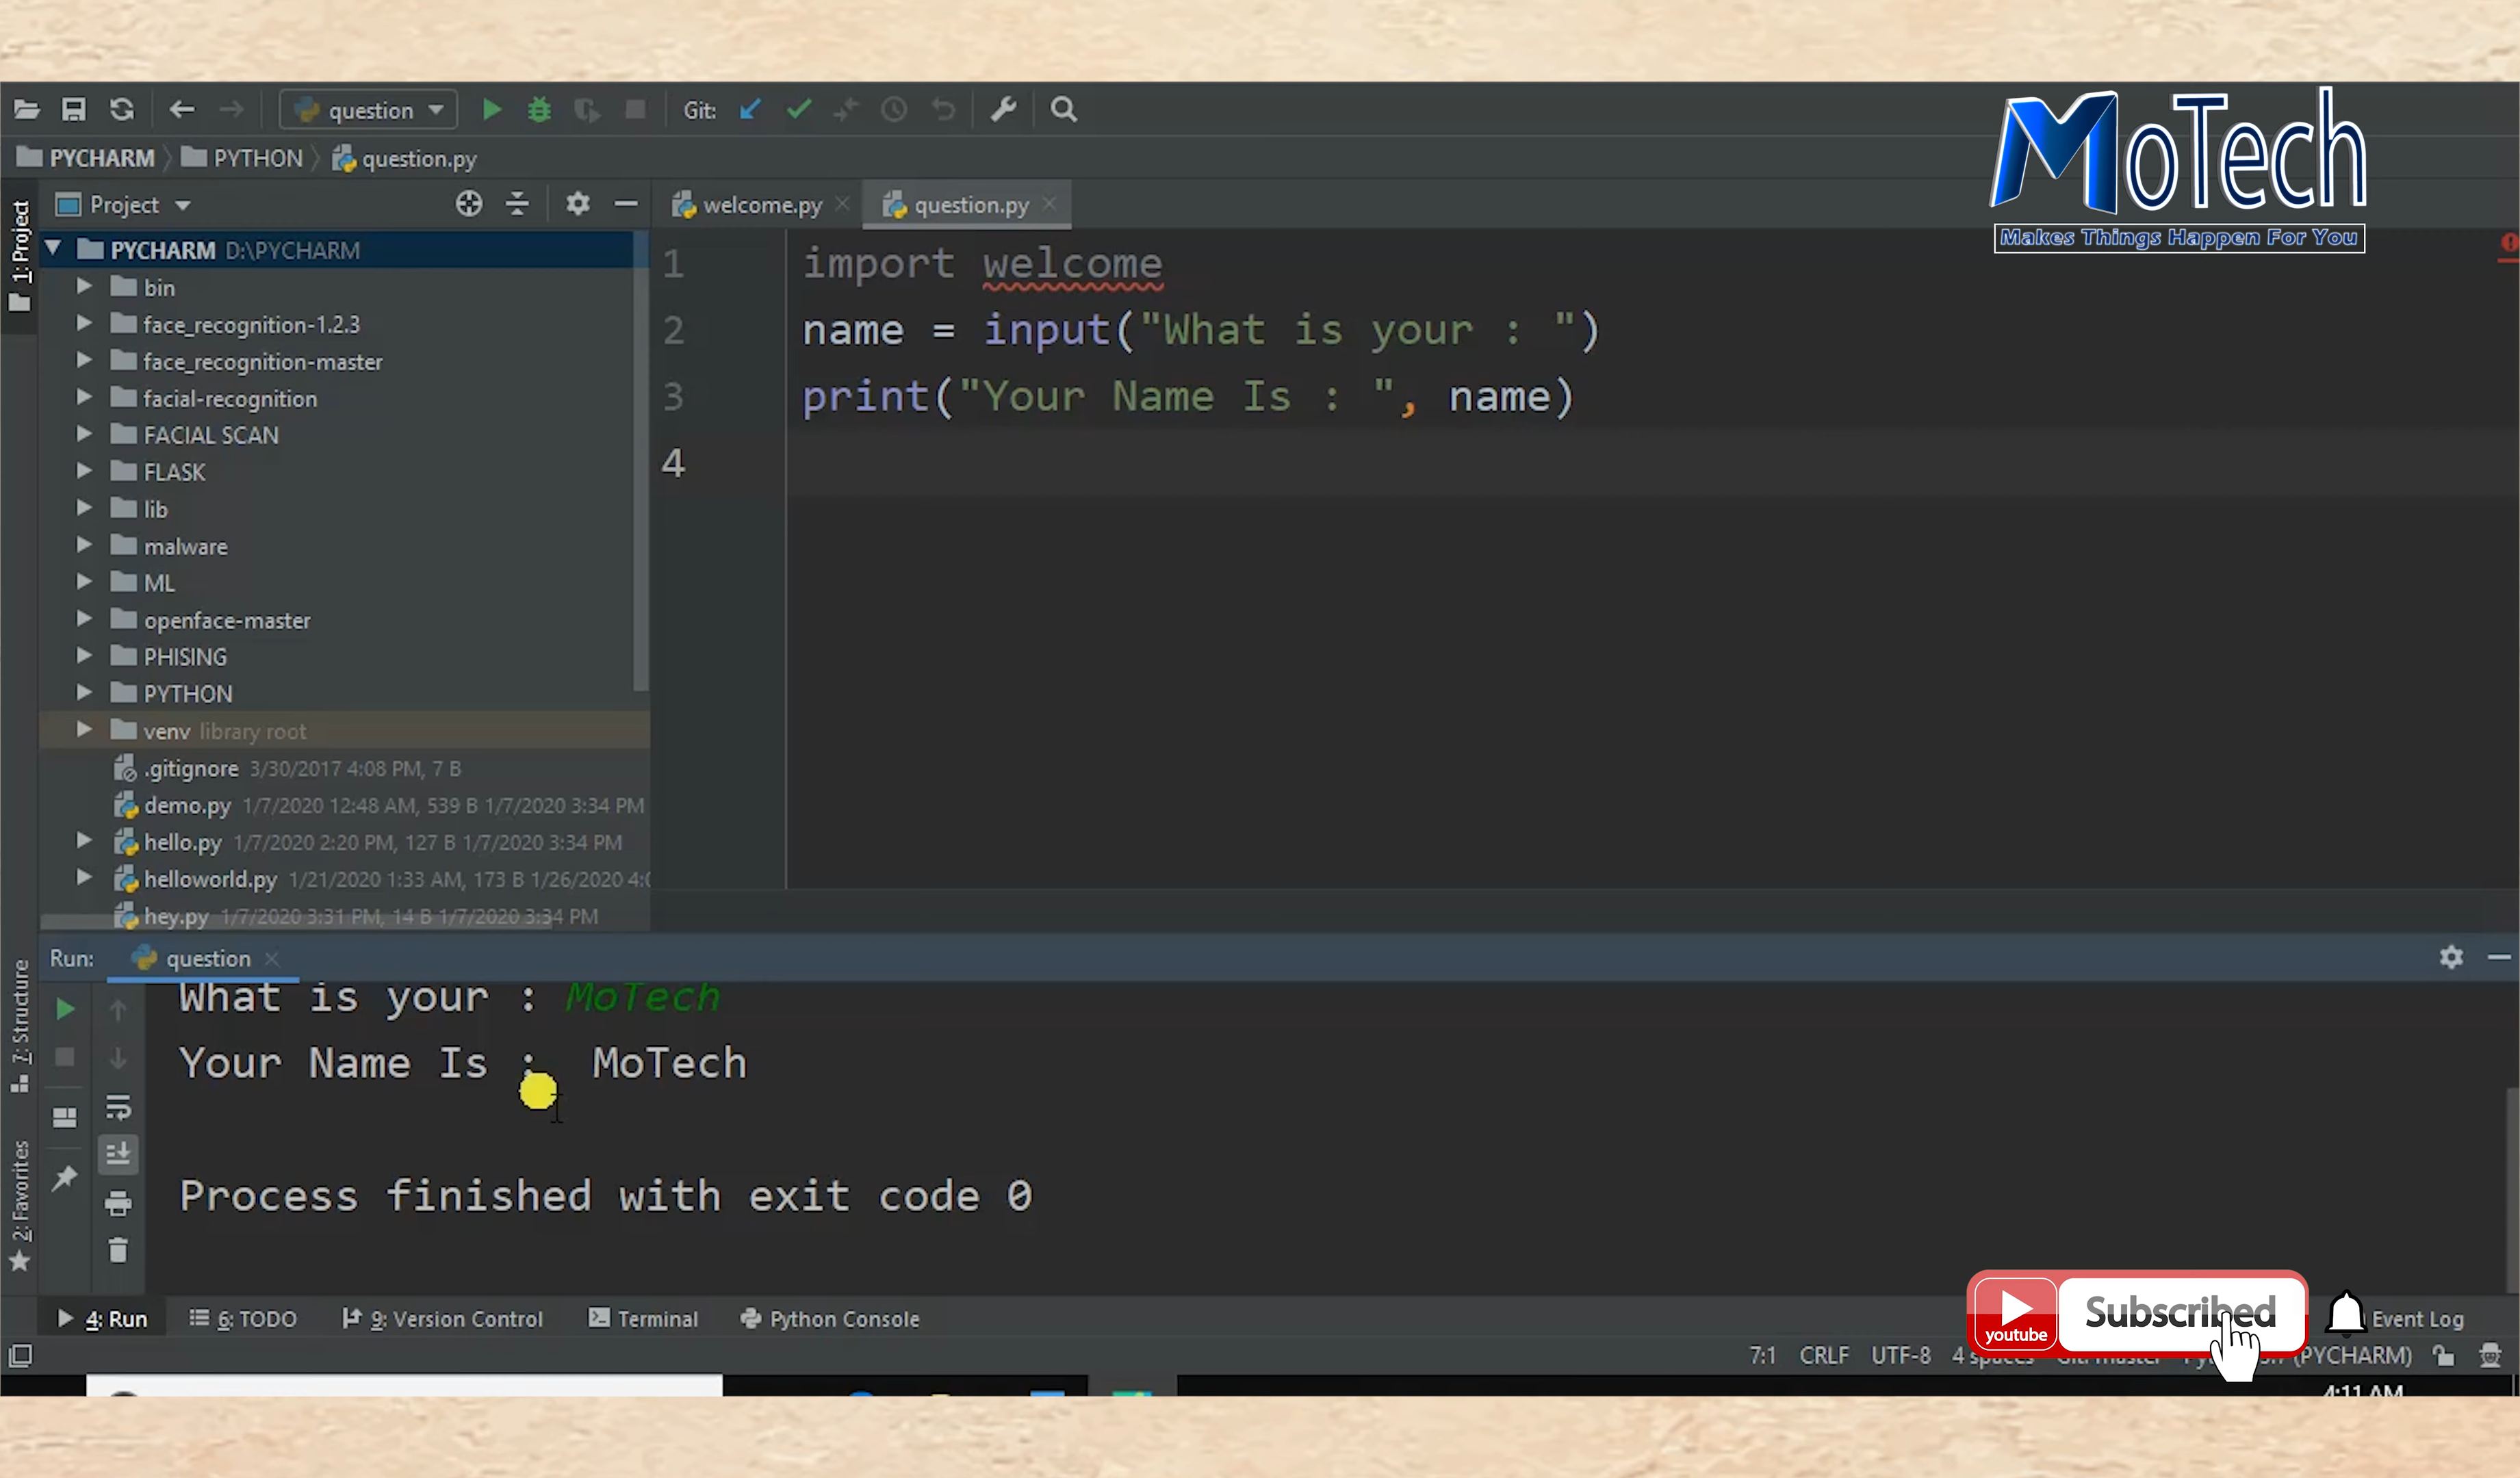 question
Git:
MoTech
Makes Things Happen For You
PYCHARM
PYTHON
question.py
1: Project
Project
welcome.py
question.py
PYCHARM D:\PYCHARM
bin
face_recognition-1.2.3
face_recognition-master
facial-recognition
FACIAL SCAN
FLASK
lib
malware
ML
openface-master
PHISING
PYTHON
venv library root
.gitignore 3/30/2017 4:08 PM, 7 B
demo.py 1/7/2020 12:48 AM, 539 B 1/7/2020 3:34 PM
hello.py 1/7/2020 2:20 PM, 127 B 1/7/2020 3:34 PM
helloworld.py 1/21/2020 1:33 AM, 173 B 1/26/2020
hey.py 1/7/2020 3:31 PM, 14 B 1/7/2020 3:34 PM
1 import welcome
2 name = input("What is your : ")
3 print("Your Name Is : ", name)
4
7: Structure
2: Favorites
Run: question
What is your : MoTech
Your Name Is : MoTech
Process finished with exit code 0
4: Run
6: TODO
9: Version Control
Terminal
Python Console
youtube
Subscribed
Event Log
7:1 CRLF UTF-8 4 spaces (PYCHARM)
4:11 AM